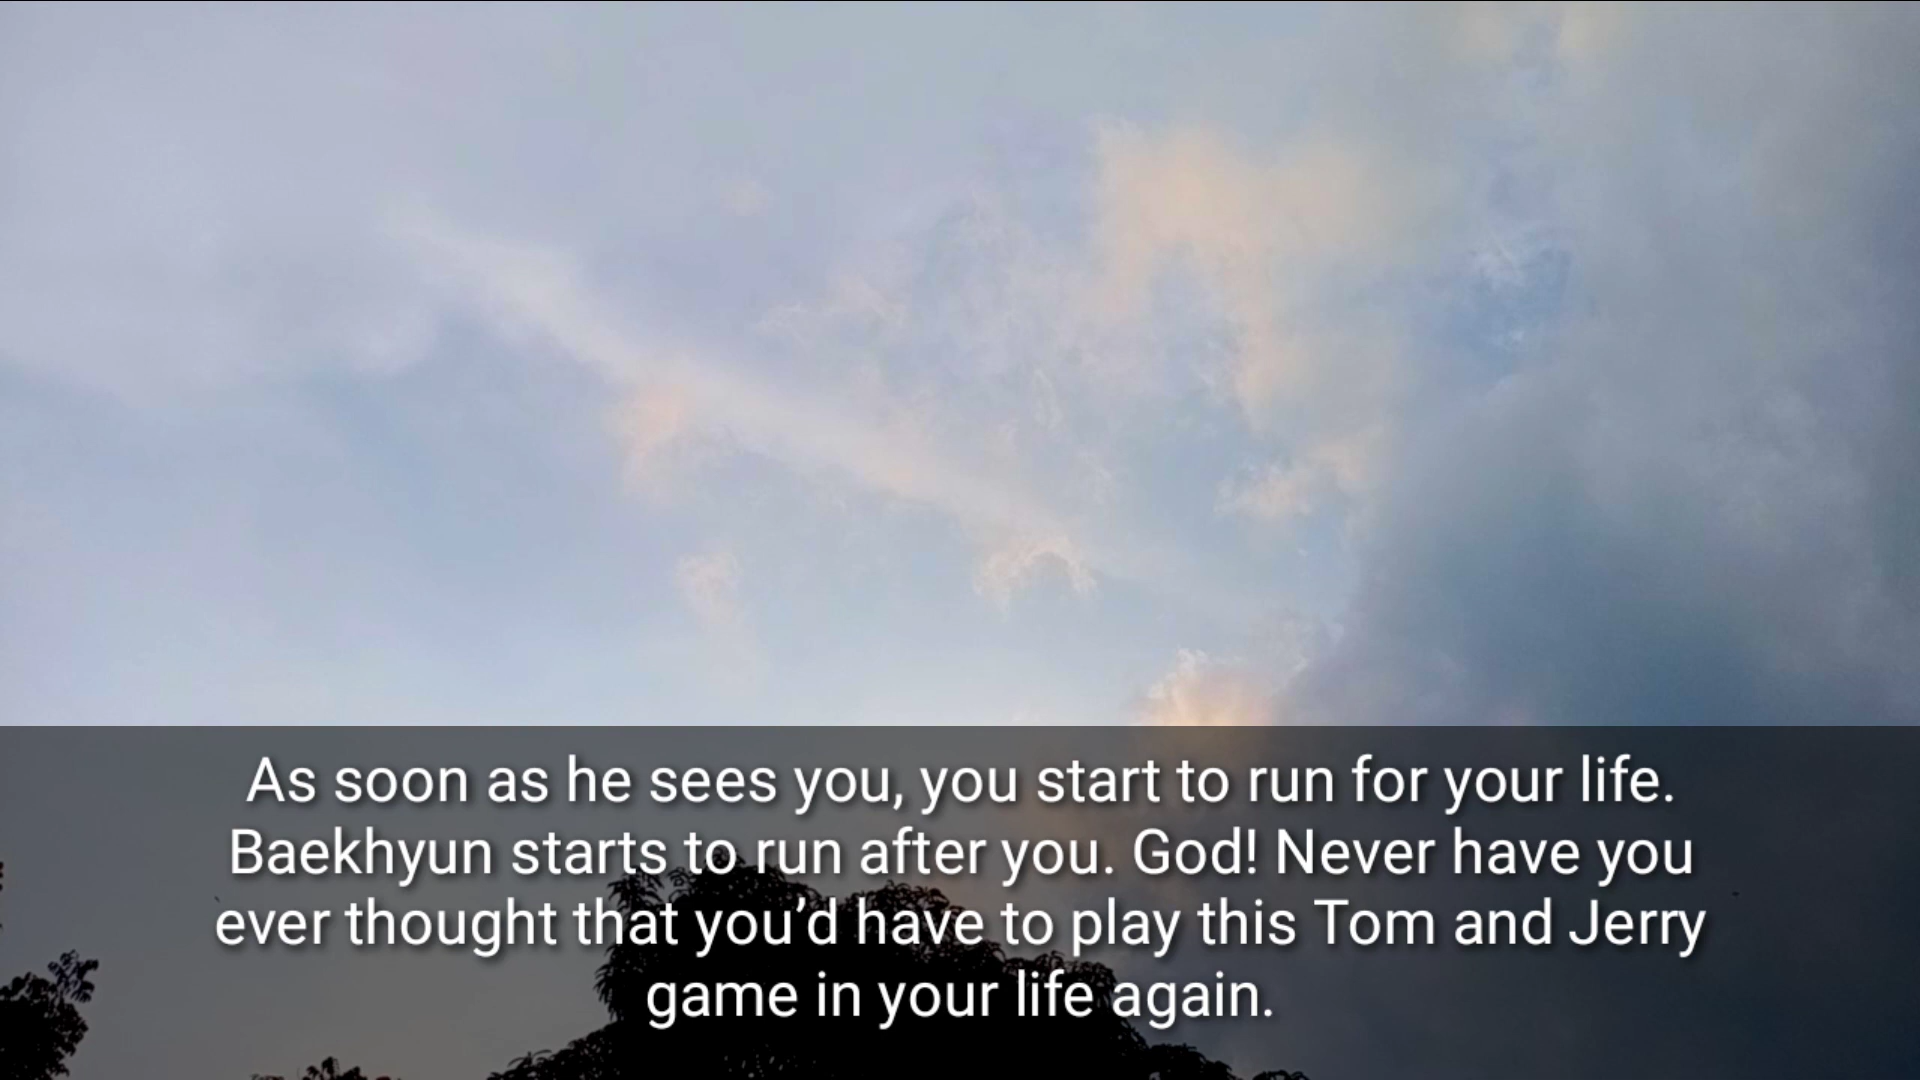 As soon as he sees you, you start to run for your life.
Baekhyun starts to run after you. God! Never have you
ever thought that you’d have to play this Tom and Jerry
game in your life again.